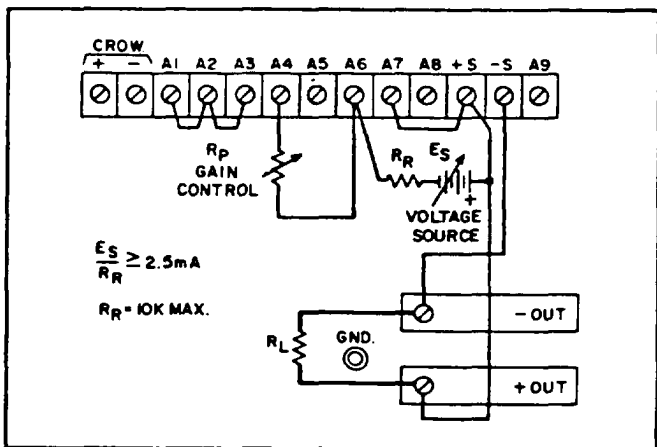 CROW.
+ - A1 A2 A3 A4 A5 A6 A7 A8 +S -S A9
RP
GAIN
CONTROL
RR
ES
+
VOLTAGE
SOURCE
ES
RR
≥ 2.5mA
RR = 10K MAX.
RL
GND.
- OUT
+ OUT